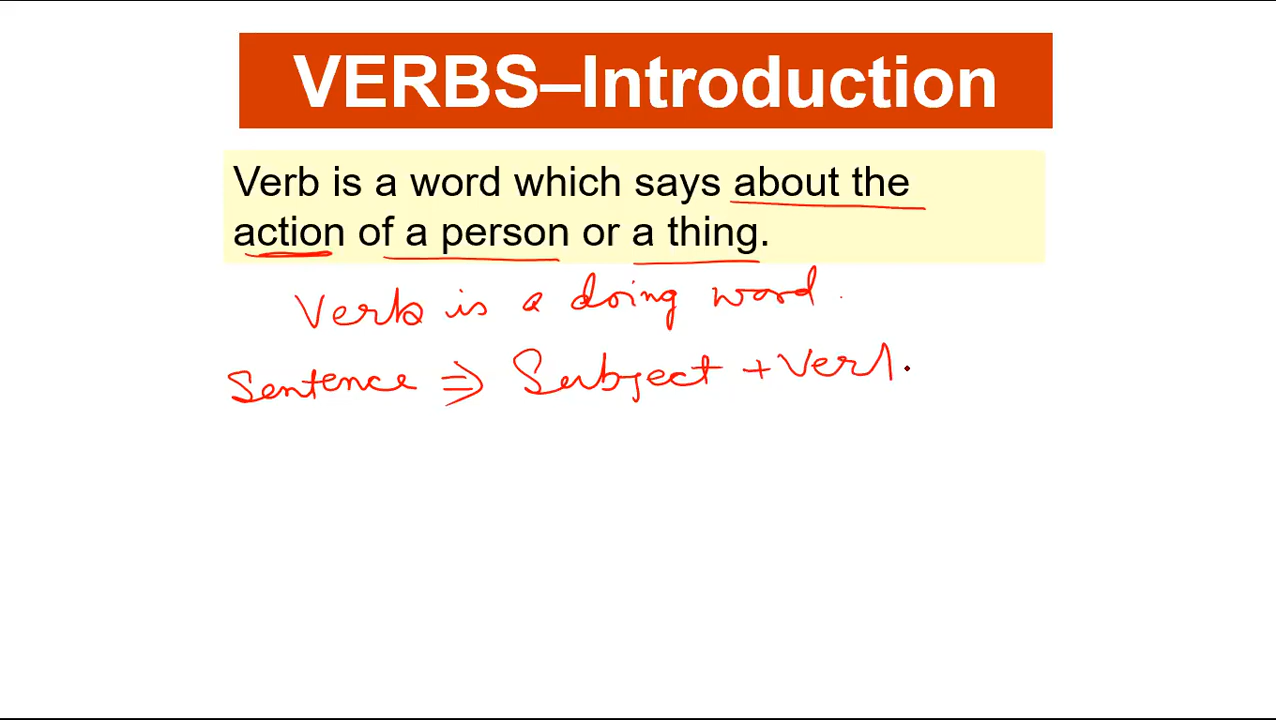 VERBS–Introduction
Verb is a word which says about the
action of a person or a thing.
Verb is a doing word.
Sentence ⇒ Subject + Verb